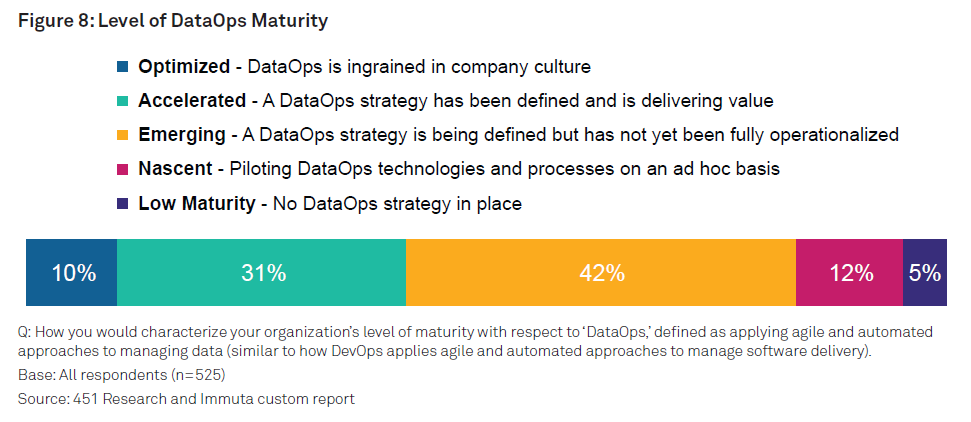 Figure 8: Level of DataOps Maturity
Optimized - DataOps is ingrained in company culture
Accelerated - A DataOps strategy has been defined and is delivering value
Emerging - A DataOps strategy is being defined but has not yet been fully operationalized
Nascent - Piloting DataOps technologies and processes on an ad hoc basis
Low Maturity - No DataOps strategy in place
10% 31% 42% 12% 5%
Q: How you would characterize your organization’s level of maturity with respect to ‘DataOps,’ defined as applying agile and automated
approaches to managing data (similar to how DevOps applies agile and automated approaches to manage software delivery).
Base: All respondents (n=525)
Source: 451 Research and Immuta custom report